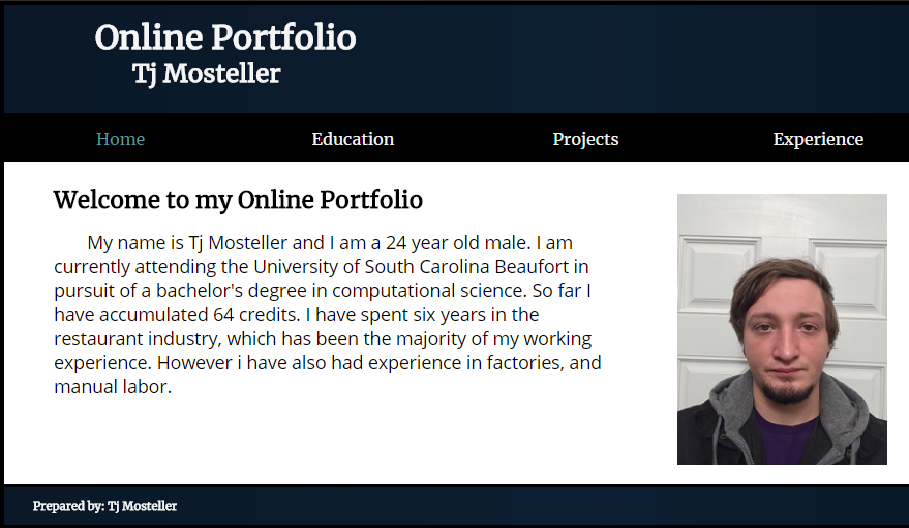 Online Portfolio
Tj Mosteller
Home Education Projects Experience
Welcome to my Online Portfolio
My name is Tj Mosteller and I am a 24 year old male. I am
currently attending the University of South Carolina Beaufort in
pursuit of a bachelor's degree in computational science. So far I
have accumulated 64 credits. I have spent six years in the
restaurant industry, which has been the majority of my working
experience. However i have also had experience in factories, and
manual labor.
Prepared by: Tj Mosteller